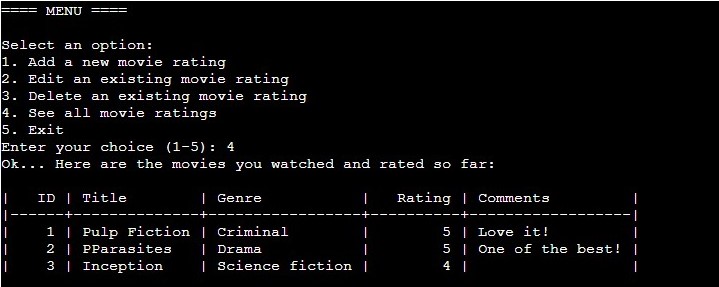 ==== MENU ====
Select an option:
1. Add a new movie rating
2. Edit an existing movie rating
3. Delete an existing movie rating
4. See all movie ratings
5. Exit
Enter your choice (1-5): 4
Ok... Here are the movies you watched and rated so far:
|   ID | Title        | Genre           |   Rating | Comments         |
|------+--------------+-----------------+----------+------------------|
|    1 | Pulp Fiction | Criminal        |        5 | Love it!         |
|    2 | PParasites   | Drama           |        5 | One of the best! |
|    3 | Inception    | Science fiction |        4 |                  |